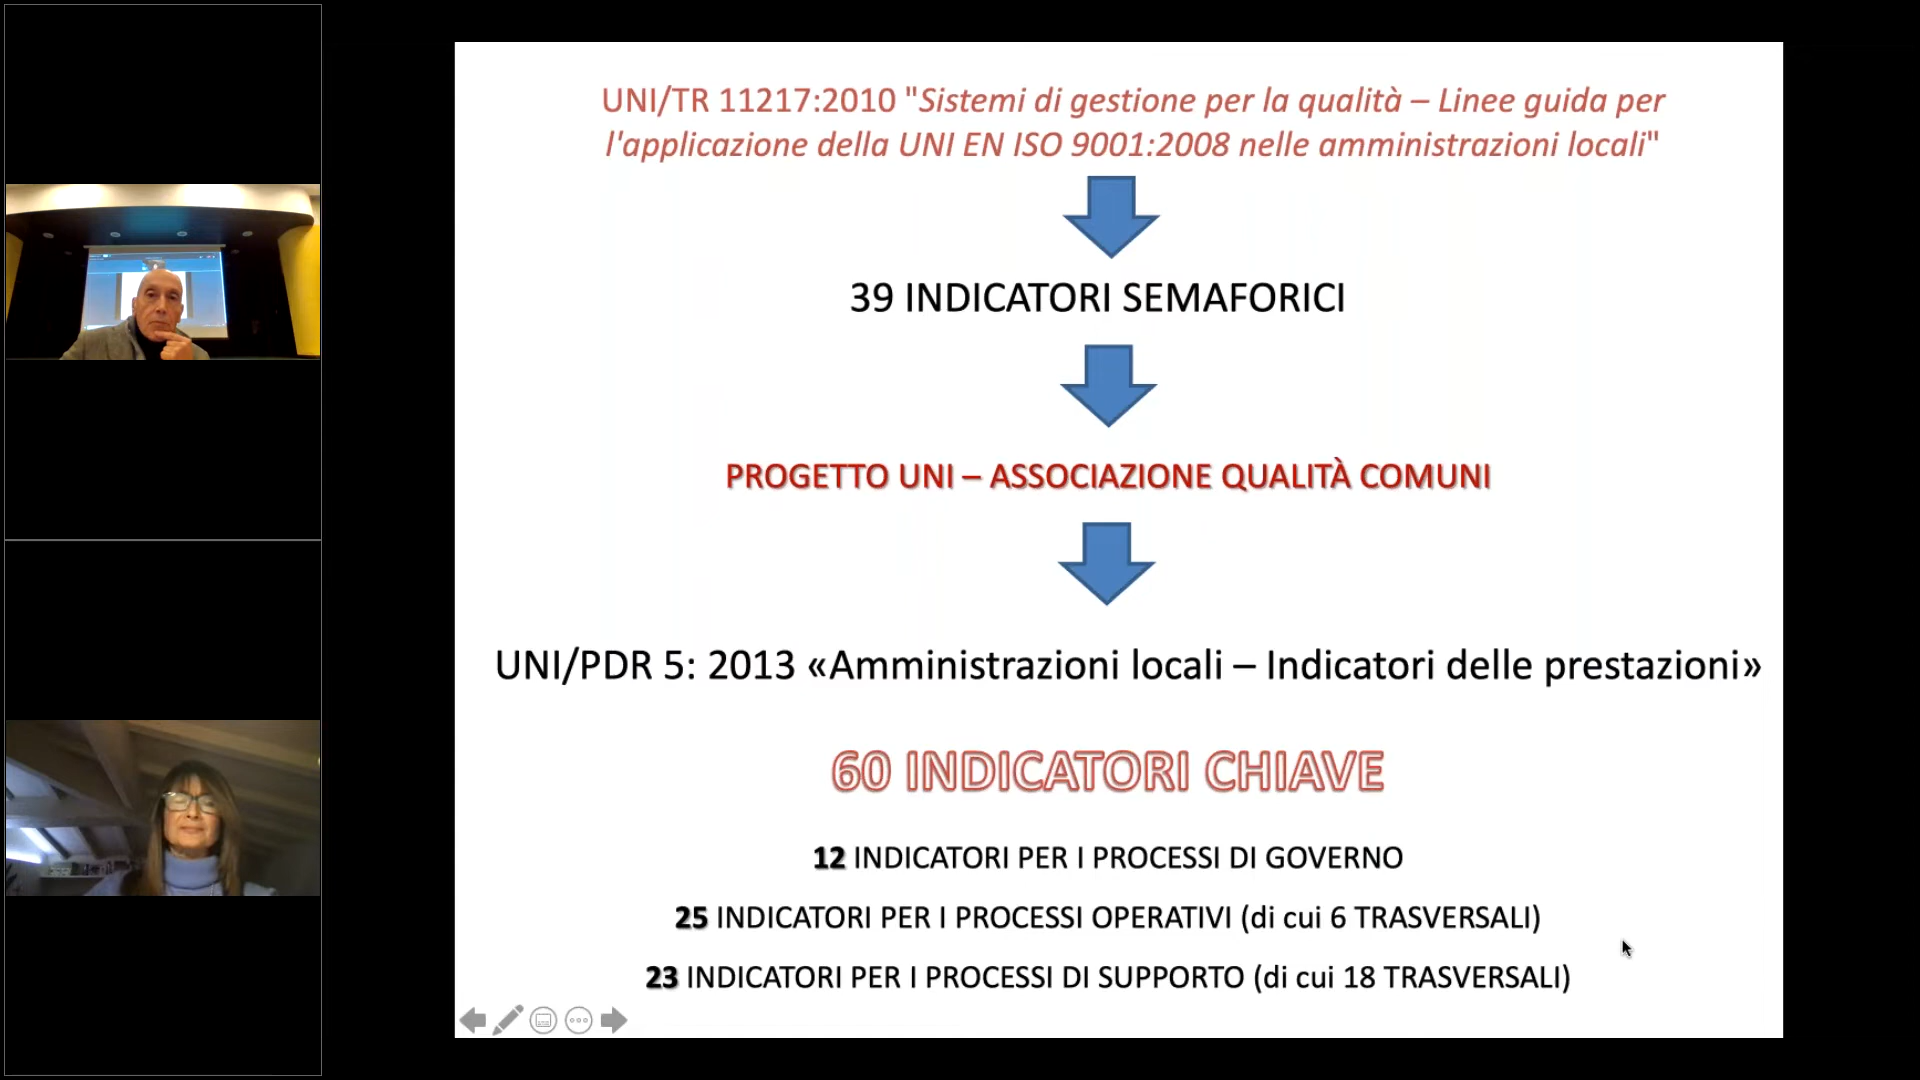 UNI/TR 11217:2010 "Sistemi di gestione per la qualità – Linee guida per
l'applicazione della UNI EN ISO 9001:2008 nelle amministrazioni locali"
39 INDICATORI SEMAFORICI
PROGETTO UNI – ASSOCIAZIONE QUALITÀ COMUNI
UNI/PDR 5: 2013 «Amministrazioni locali – Indicatori delle prestazioni»
60 INDICATORI CHIAVE
12 INDICATORI PER I PROCESSI DI GOVERNO
25 INDICATORI PER I PROCESSI OPERATIVI (di cui 6 TRASVERSALI)
23 INDICATORI PER I PROCESSI DI SUPPORTO (di cui 18 TRASVERSALI)